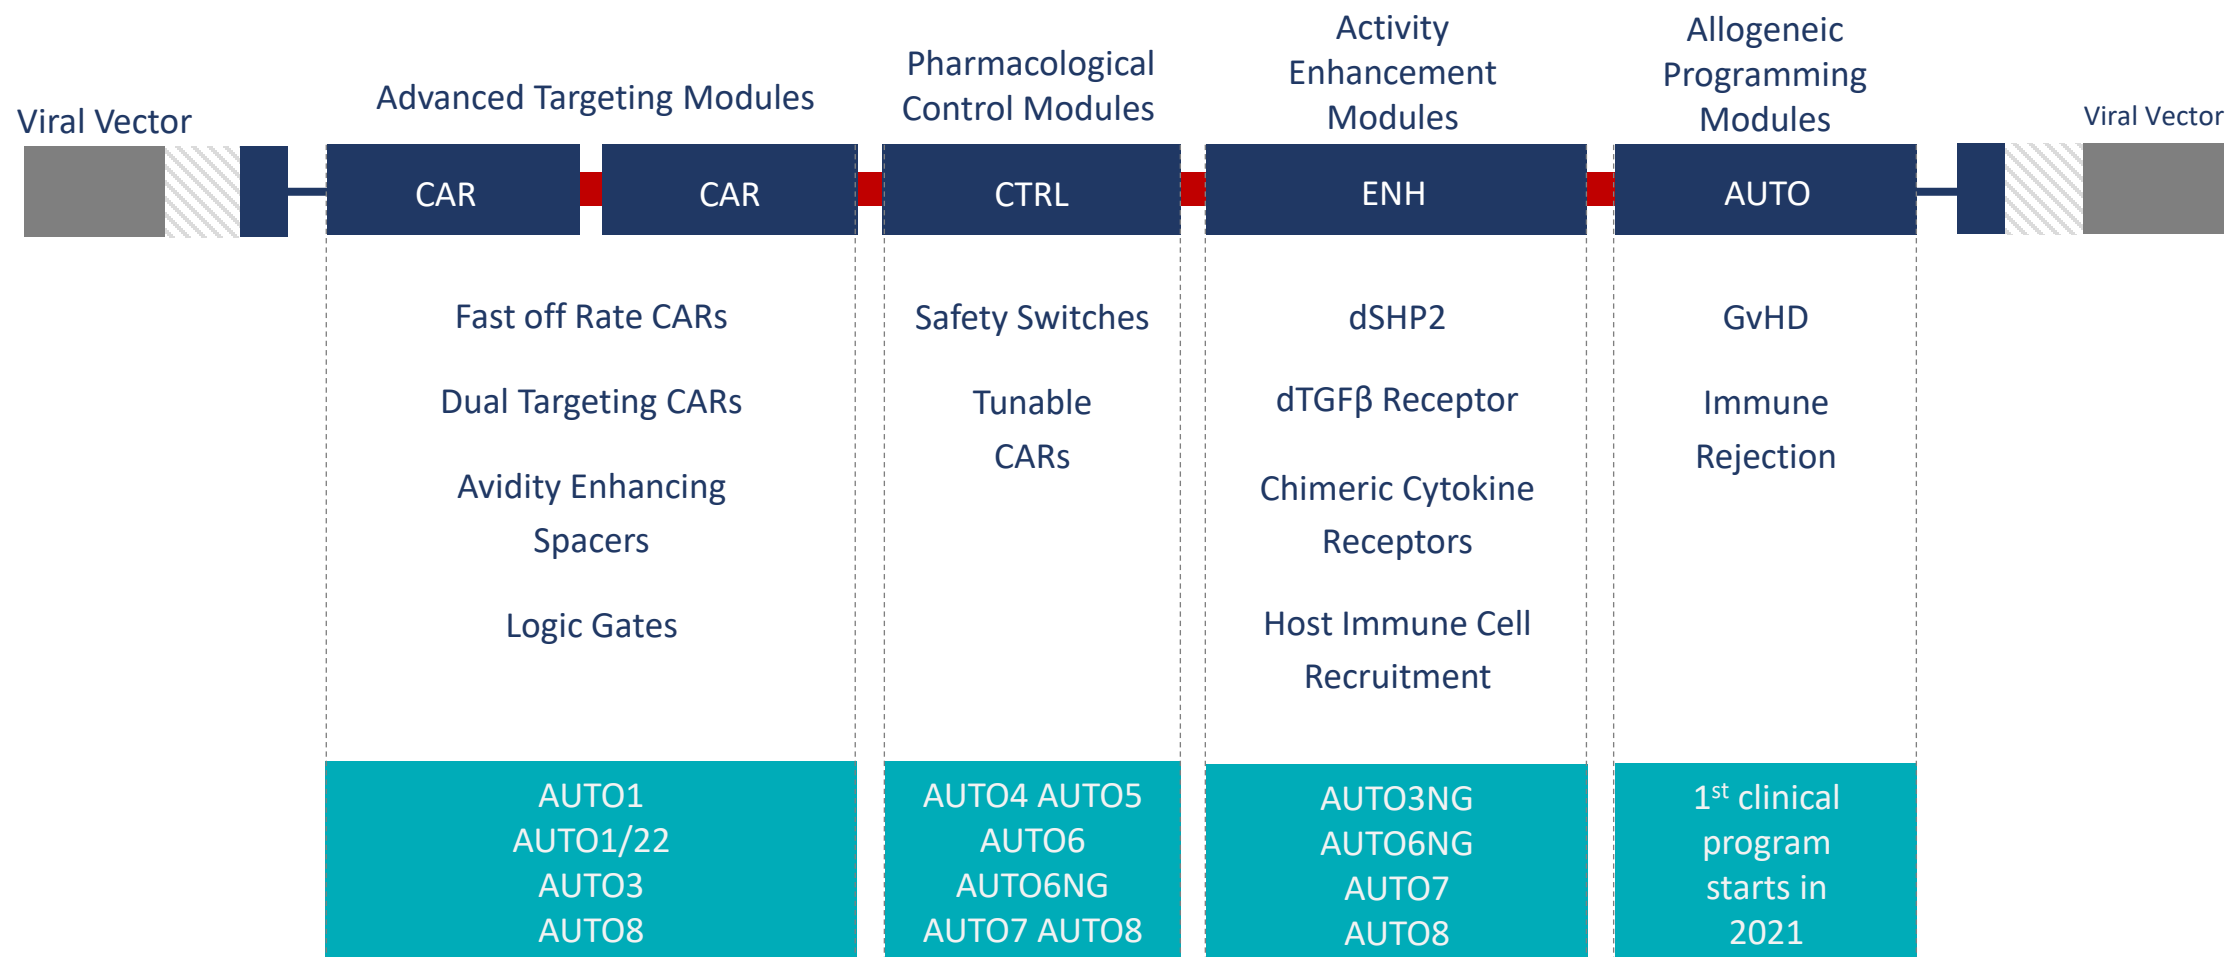 Viral Vector
Advanced Targeting Modules
Pharmacological
Control Modules
Activity
Enhancement
Modules
Allogeneic
Programming
Modules
Viral Vector
CAR
CAR
CTRL
ENH
AUTO
Fast off Rate CARs
Dual Targeting CARs
Avidity Enhancing
Spacers
Logic Gates
Safety Switches
Tunable
CARs
dSHP2
dTGFβ Receptor
Chimeric Cytokine
Receptors
Host Immune Cell
Recruitment
GvHD
Immune
Rejection
AUTO1
AUTO1/22
AUTO3
AUTO8
AUTO4 AUTO5
AUTO6
AUTO6NG
AUTO7 AUTO8
AUTO3NG
AUTO6NG
AUTO7
AUTO8
1st clinical
program
starts in
2021